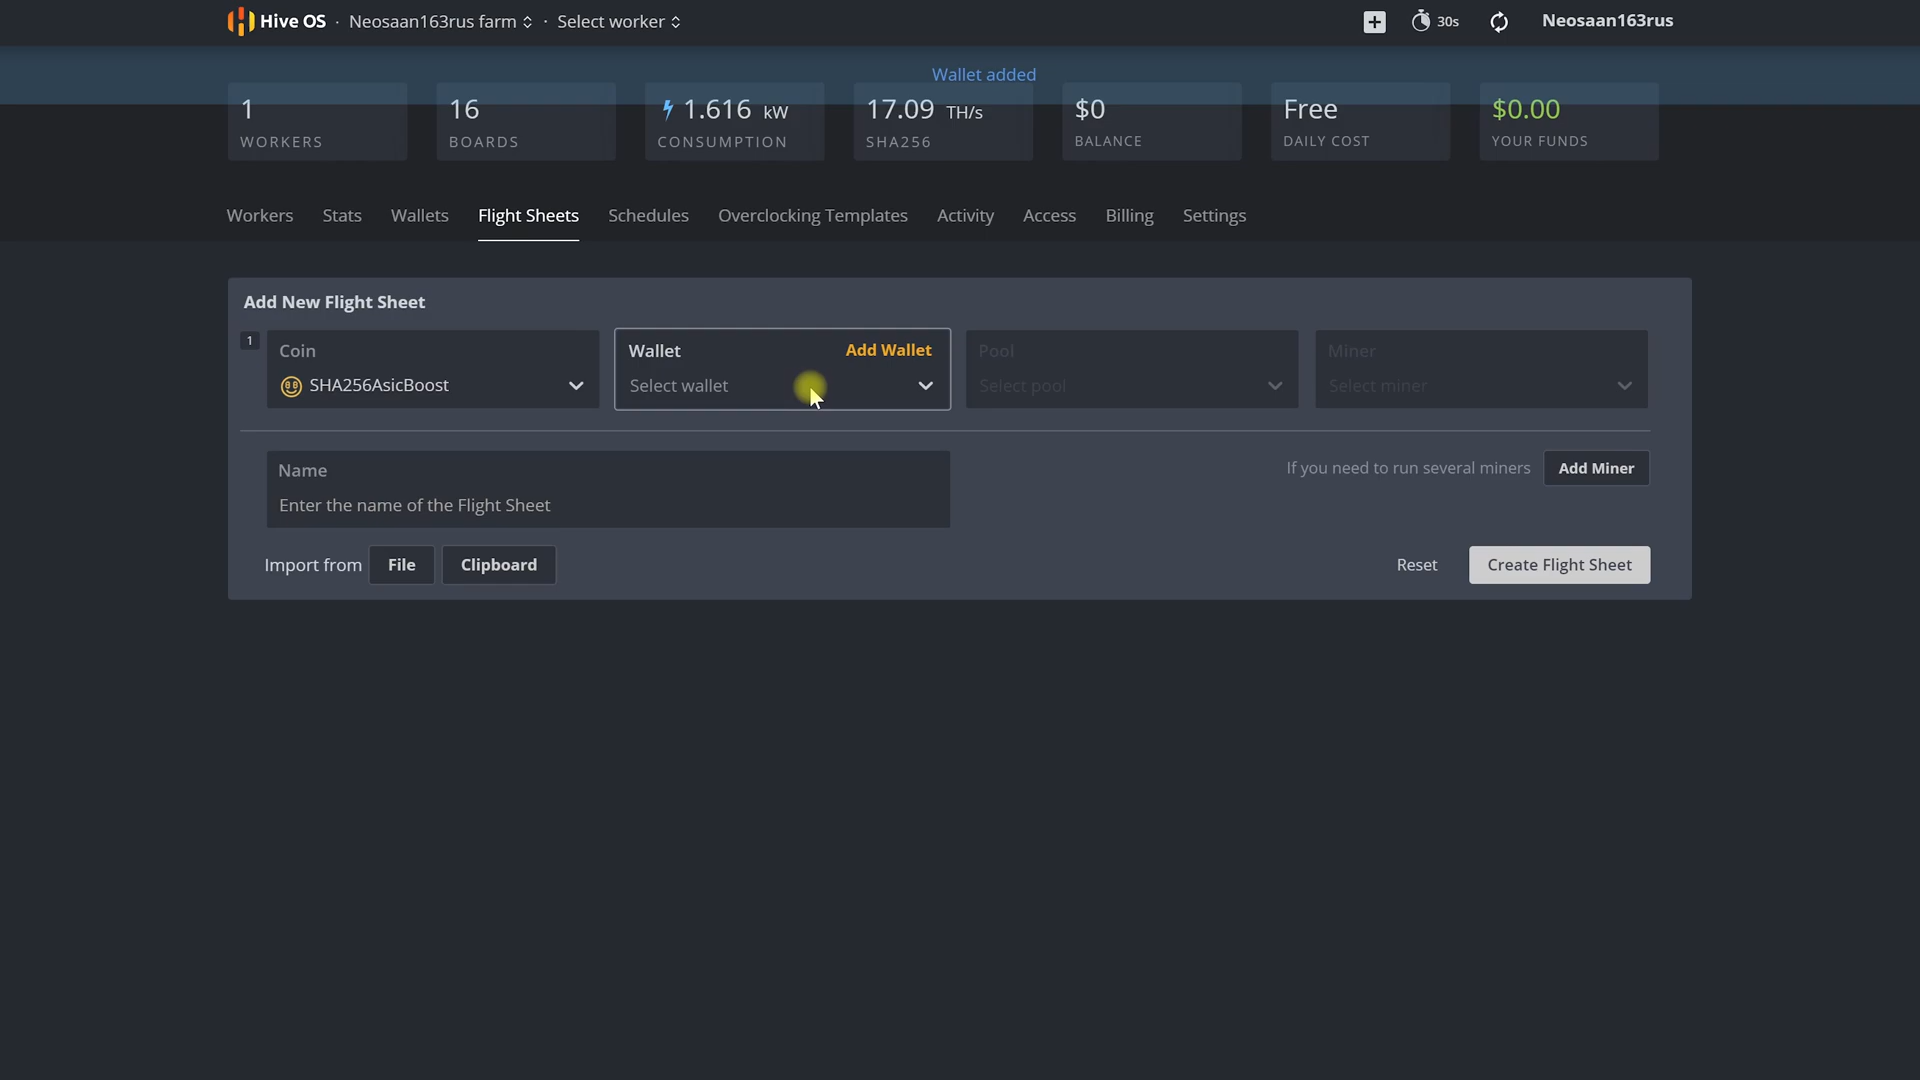 Hive OS · Neosaan163rus farm · Select worker
30s
Neosaan163rus
Wallet added
1
WORKERS
16
BOARDS
1.616 kW
CONSUMPTION
17.09 TH/s
SHA256
$0
BALANCE
Free
DAILY COST
$0.00
YOUR FUNDS
Workers Stats Wallets Flight Sheets Schedules Overclocking Templates Activity Access Billing Settings
Add New Flight Sheet
1
Coin
SHA256AsicBoost
Wallet Add Wallet
Select wallet
Pool
Select pool
Miner
Select miner
Name
Enter the name of the Flight Sheet
If you need to run several miners Add Miner
Import from File Clipboard
Reset Create Flight Sheet